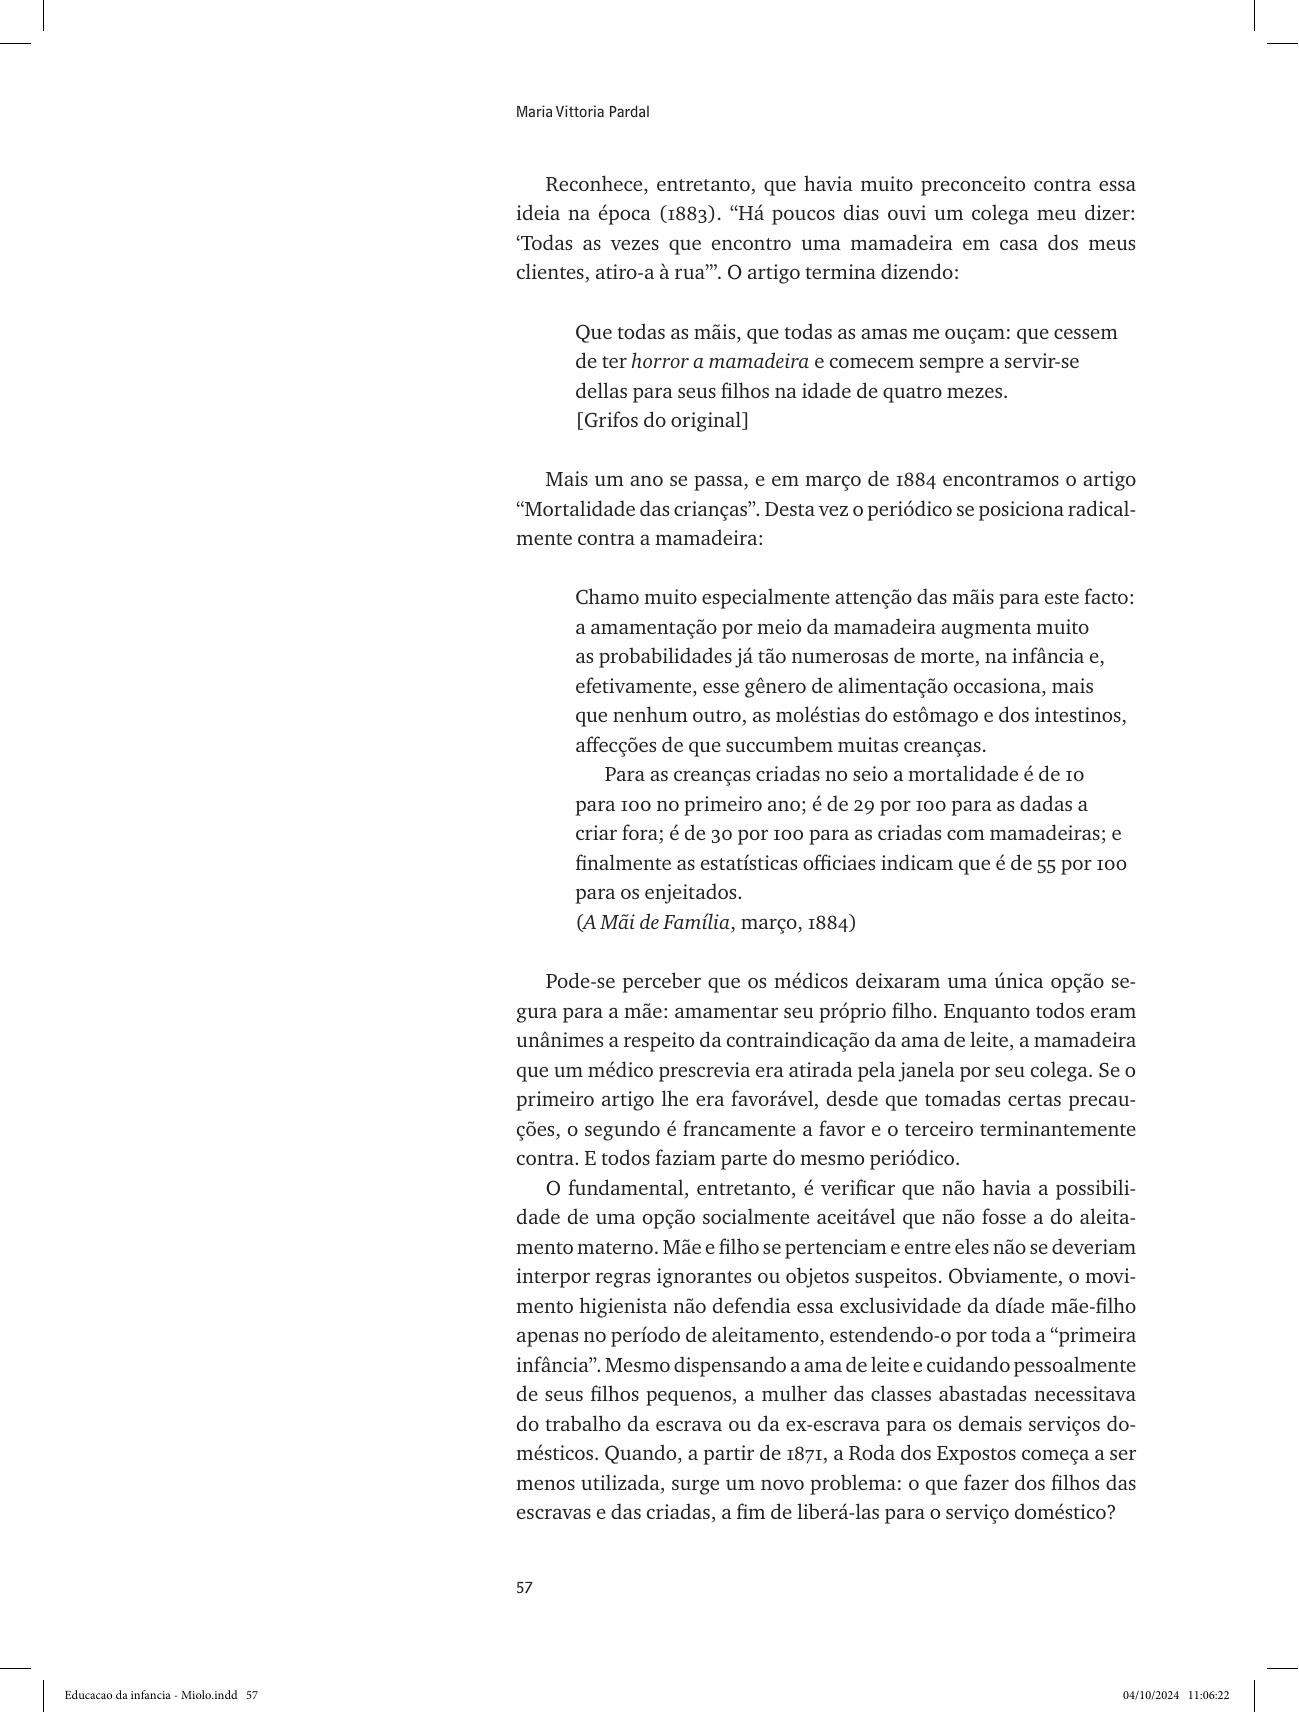 Maria Vittoria Pardal
Reconhece, entretanto, que havia muito preconceito contra essa
ideia na época (1883). “Há poucos dias ouvi um colega meu dizer:
‘Todas as vezes que encontro uma mamadeira em casa dos meus
clientes, atiro-a à rua’”. O artigo termina dizendo:
Que todas as mãis, que todas as amas me ouçam: que cessem
de ter horror a mamadeira e comecem sempre a servir-se
dellas para seus filhos na idade de quatro mezes.
[Grifos do original]
Mais um ano se passa, e em março de 1884 encontramos o artigo
“Mortalidade das crianças”. Desta vez o periódico se posiciona radical-
mente contra a mamadeira:
Chamo muito especialmente attenção das mãis para este facto:
a amamentação por meio da mamadeira augmenta muito
as probabilidades já tão numerosas de morte, na infância e,
efetivamente, esse gênero de alimentação occasiona, mais
que nenhum outro, as moléstias do estômago e dos intestinos,
affecções de que succumbem muitas creanças.
Para as creanças criadas no seio a mortalidade é de 10
para 100 no primeiro ano; é de 29 por 100 para as dadas a
criar fora; é de 30 por 100 para as criadas com mamadeiras; e
finalmente as estatísticas officiaes indicam que é de 55 por 100
para os enjeitados.
(A Mãi de Família, março, 1884)
Pode-se perceber que os médicos deixaram uma única opção se-
gura para a mãe: amamentar seu próprio filho. Enquanto todos eram
unânimes a respeito da contraindicação da ama de leite, a mamadeira
que um médico prescrevia era atirada pela janela por seu colega. Se o
primeiro artigo lhe era favorável, desde que tomadas certas precau-
ções, o segundo é francamente a favor e o terceiro terminantemente
contra. E todos faziam parte do mesmo periódico.
O fundamental, entretanto, é verificar que não havia a possibili-
dade de uma opção socialmente aceitável que não fosse a do aleita-
mento materno. Mãe e filho se pertenciam e entre eles não se deveriam
interpor regras ignorantes ou objetos suspeitos. Obviamente, o movi-
mento higienista não defendia essa exclusividade da díade mãe-filho
apenas no período de aleitamento, estendendo-o por toda a “primeira
infância”. Mesmo dispensando a ama de leite e cuidando pessoalmente
de seus filhos pequenos, a mulher das classes abastadas necessitava
do trabalho da escrava ou da ex-escrava para os demais serviços do-
mésticos. Quando, a partir de 1871, a Roda dos Expostos começa a ser
menos utilizada, surge um novo problema: o que fazer dos filhos das
escravas e das criadas, a fim de liberá-las para o serviço doméstico?
57
Educacao da infancia - Miolo.indd 57
04/10/2024 11:06:22